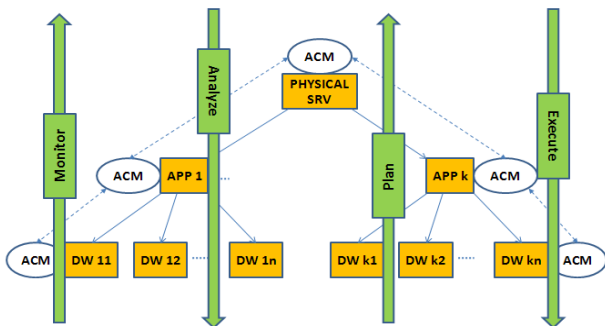 ACM
PHYSICAL
SRV
Analyze
Execute
Monitor
Plan
ACM
APP 1
.....
APP k
ACM
ACM
DW 11
DW 12
.....
DW 1n
DW k1
DW k2
.....
DW kn
ACM